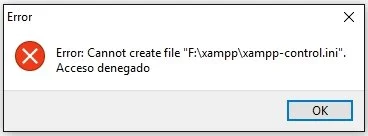 Error
Error: Cannot create file "F:\xampp\xampp-control.ini".
Acceso denegado
OK